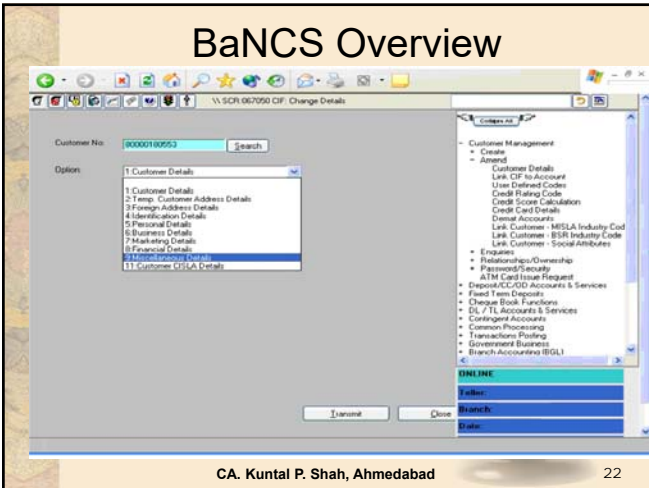 BaNCS Overview
\\ SCR:067050 CIF: Change Details
Customer No: 80000180553 Search
Option: 1:Customer Details
1:Customer Details
2:Temp. Customer Address Details
3:Foreign Address Details
4:Identification Details
5:Personal Details
6:Business Details
7:Marketing Details
8:Financial Details
9:Miscellaneous Details
11:Customer CISLA Details
Transmit Close
Collapse All
- Customer Management
+ Create
- Amend
Customer Details
Link CIF to Account
User Defined Codes
Credit Rating Code
Credit Score Calculation
Credit Card Details
Demat Accounts
Link Customer - MISLA Industry Cod
Link Customer - BSR Industry Code
Link Customer - Social Attributes
+ Enquiries
+ Relationships/Ownership
+ Password/Security
ATM Card Issue Request
+ Deposit/CC/OD Accounts & Services
+ Fixed Term Deposits
+ Cheque Book Functions
+ DL / TL Accounts & Services
+ Contingent Accounts
+ Common Processing
+ Transactions Posting
+ Government Business
+ Branch Accounting (BGL)
ONLINE
Teller:
Branch:
Date:
CA. Kuntal P. Shah, Ahmedabad 22